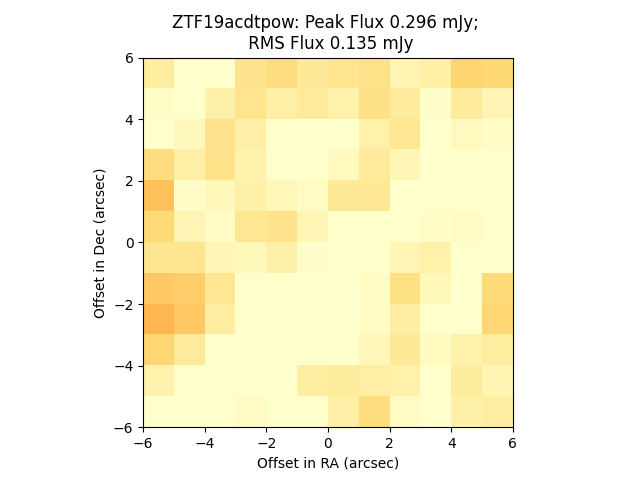 ZTF19acdtpow: Peak Flux 0.296 mJy;
RMS Flux 0.135 mJy
6
4
2
0
−2
−4
−6
Offset in Dec (arcsec)
−6 −4 −2 0 2 4 6
Offset in RA (arcsec)